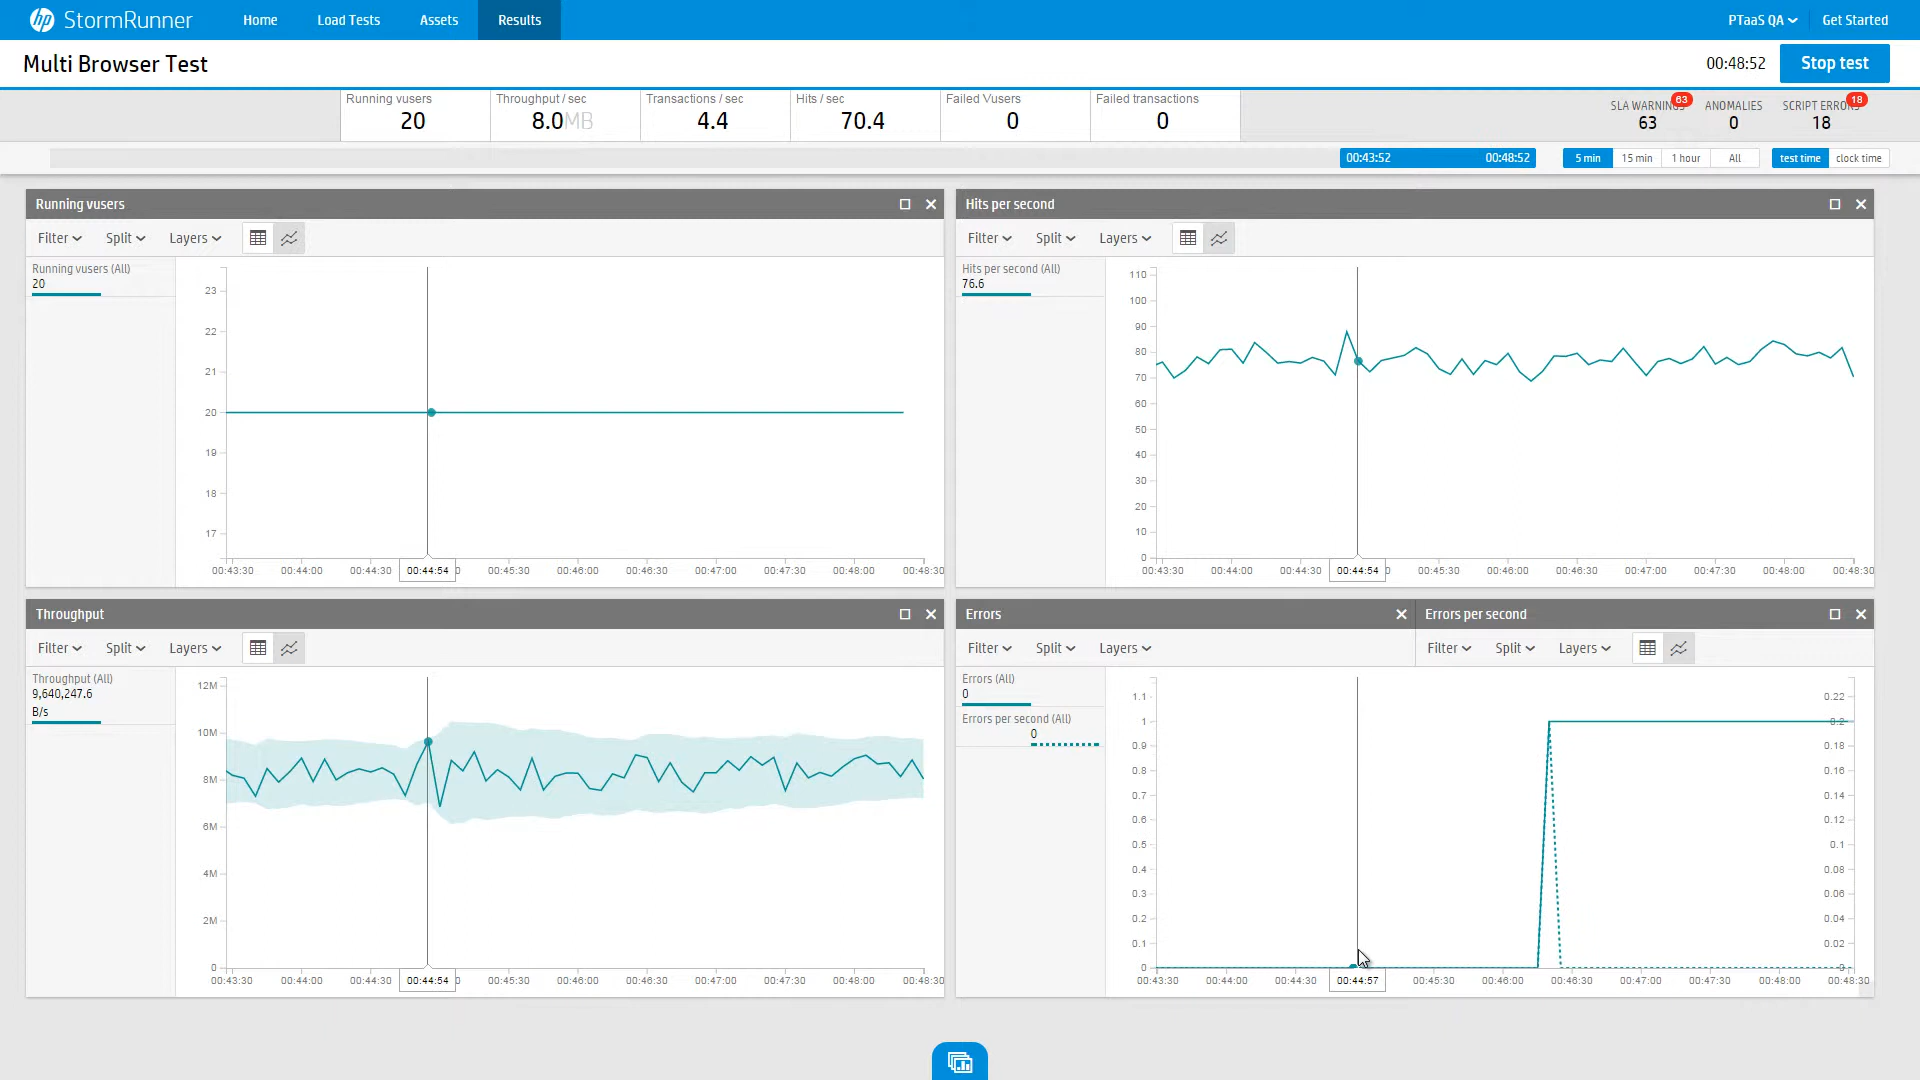 hp StormRunner Home Load Tests Assets Results PTaaS QA Get Started
Multi Browser Test 00:48:52 Stop test
Running vusers Throughput / sec Transactions / sec Hits / sec Failed Vusers Failed transactions
20 8.0MB 4.4 70.4 0 0
63 18
SLA WARNINGS ANOMALIES SCRIPT ERRORS
63 0 18
00:43:52 00:48:52 5 min 15 min 1 hour All test time clock time
Running vusers
Filter Split Layers
Running vusers (All)
20
23
22
21
20
19
18
17
00:43:30 00:44:00 00:44:30 00:44:54 00:45:30 00:46:00 00:46:30 00:47:00 00:47:30 00:48:00 00:48:30
Hits per second
Filter Split Layers
Hits per second (All)
76.6
110
100
90
80
70
60
50
40
30
20
10
0
00:43:30 00:44:00 00:44:30 00:44:54 00:45:30 00:46:00 00:46:30 00:47:00 00:47:30 00:48:00 00:48:30
Throughput
Filter Split Layers
Throughput (All)
9,640,247.6
B/s
12M
10M
8M
6M
4M
2M
0
00:43:30 00:44:00 00:44:30 00:44:54 00:45:30 00:46:00 00:46:30 00:47:00 00:47:30 00:48:00 00:48:30
Errors Errors per second
Filter Split Layers Filter Split Layers
Errors (All)
0
Errors per second (All)
0
1.1 0.22
1 0.2
0.9 0.18
0.8 0.16
0.7 0.14
0.6 0.12
0.5 0.1
0.4 0.08
0.3 0.06
0.2 0.04
0.1 0.02
0 0
00:43:30 00:44:00 00:44:30 00:44:57 00:45:30 00:46:00 00:46:30 00:47:00 00:47:30 00:48:00 00:48:30